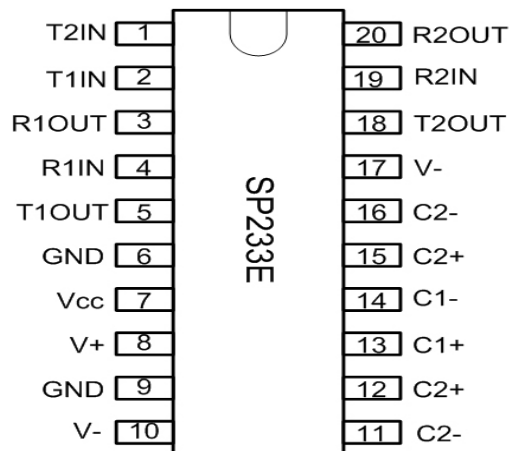 T2IN 1 20 R2OUT
T1IN 2 19 R2IN
R1OUT 3 18 T2OUT
R1IN 4 17 V-
T1OUT 5 16 C2-
GND 6 15 C2+
Vcc 7 14 C1-
V+ 8 13 C1+
GND 9 12 C2+
V- 10 11 C2-
SP233E